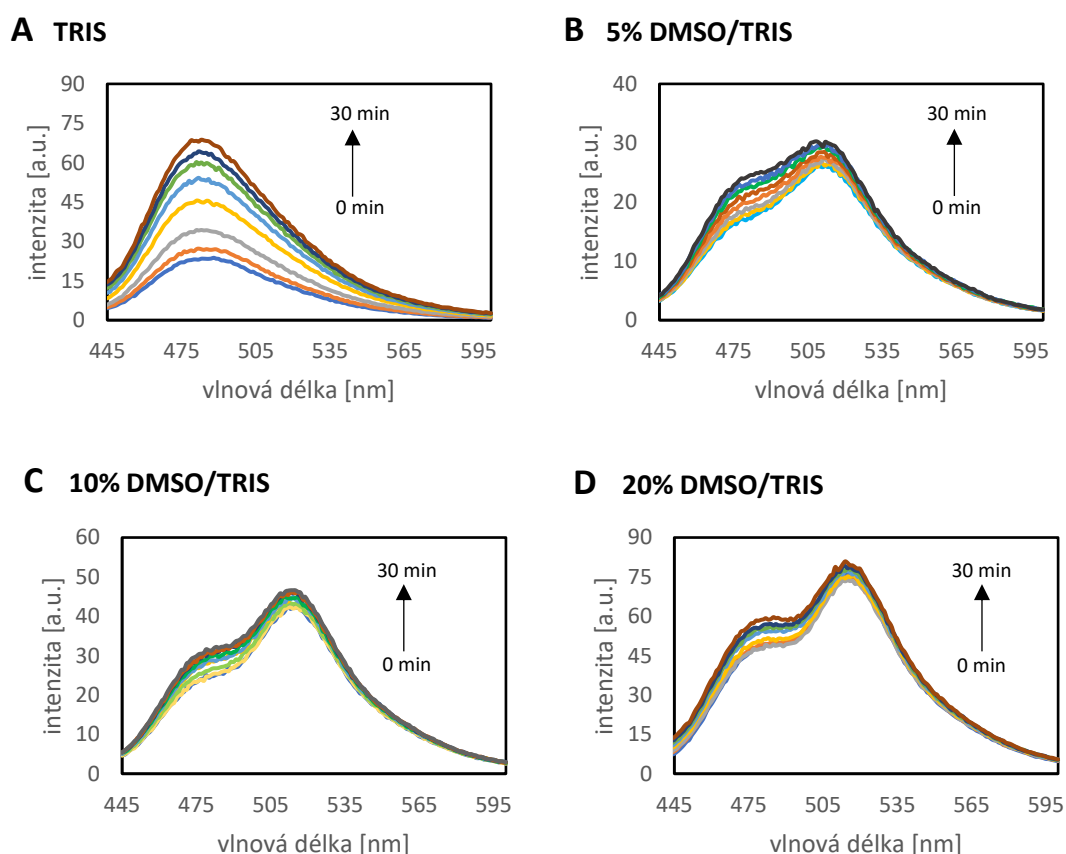 A TRIS
90
75
60
45
30
15
0
intenzita [a.u.]
30 min
0 min
445 475 505 535 565 595
vlnová délka [nm]
B 5% DMSO/TRIS
40
30
20
10
0
intenzita [a.u.]
30 min
0 min
445 475 505 535 565 595
vlnová délka [nm]
C 10% DMSO/TRIS
60
50
40
30
20
10
0
intenzita [a.u.]
30 min
0 min
445 475 505 535 565 595
vlnová délka [nm]
D 20% DMSO/TRIS
90
75
60
45
30
15
0
intenzita [a.u.]
30 min
0 min
445 475 505 535 565 595
vlnová délka [nm]